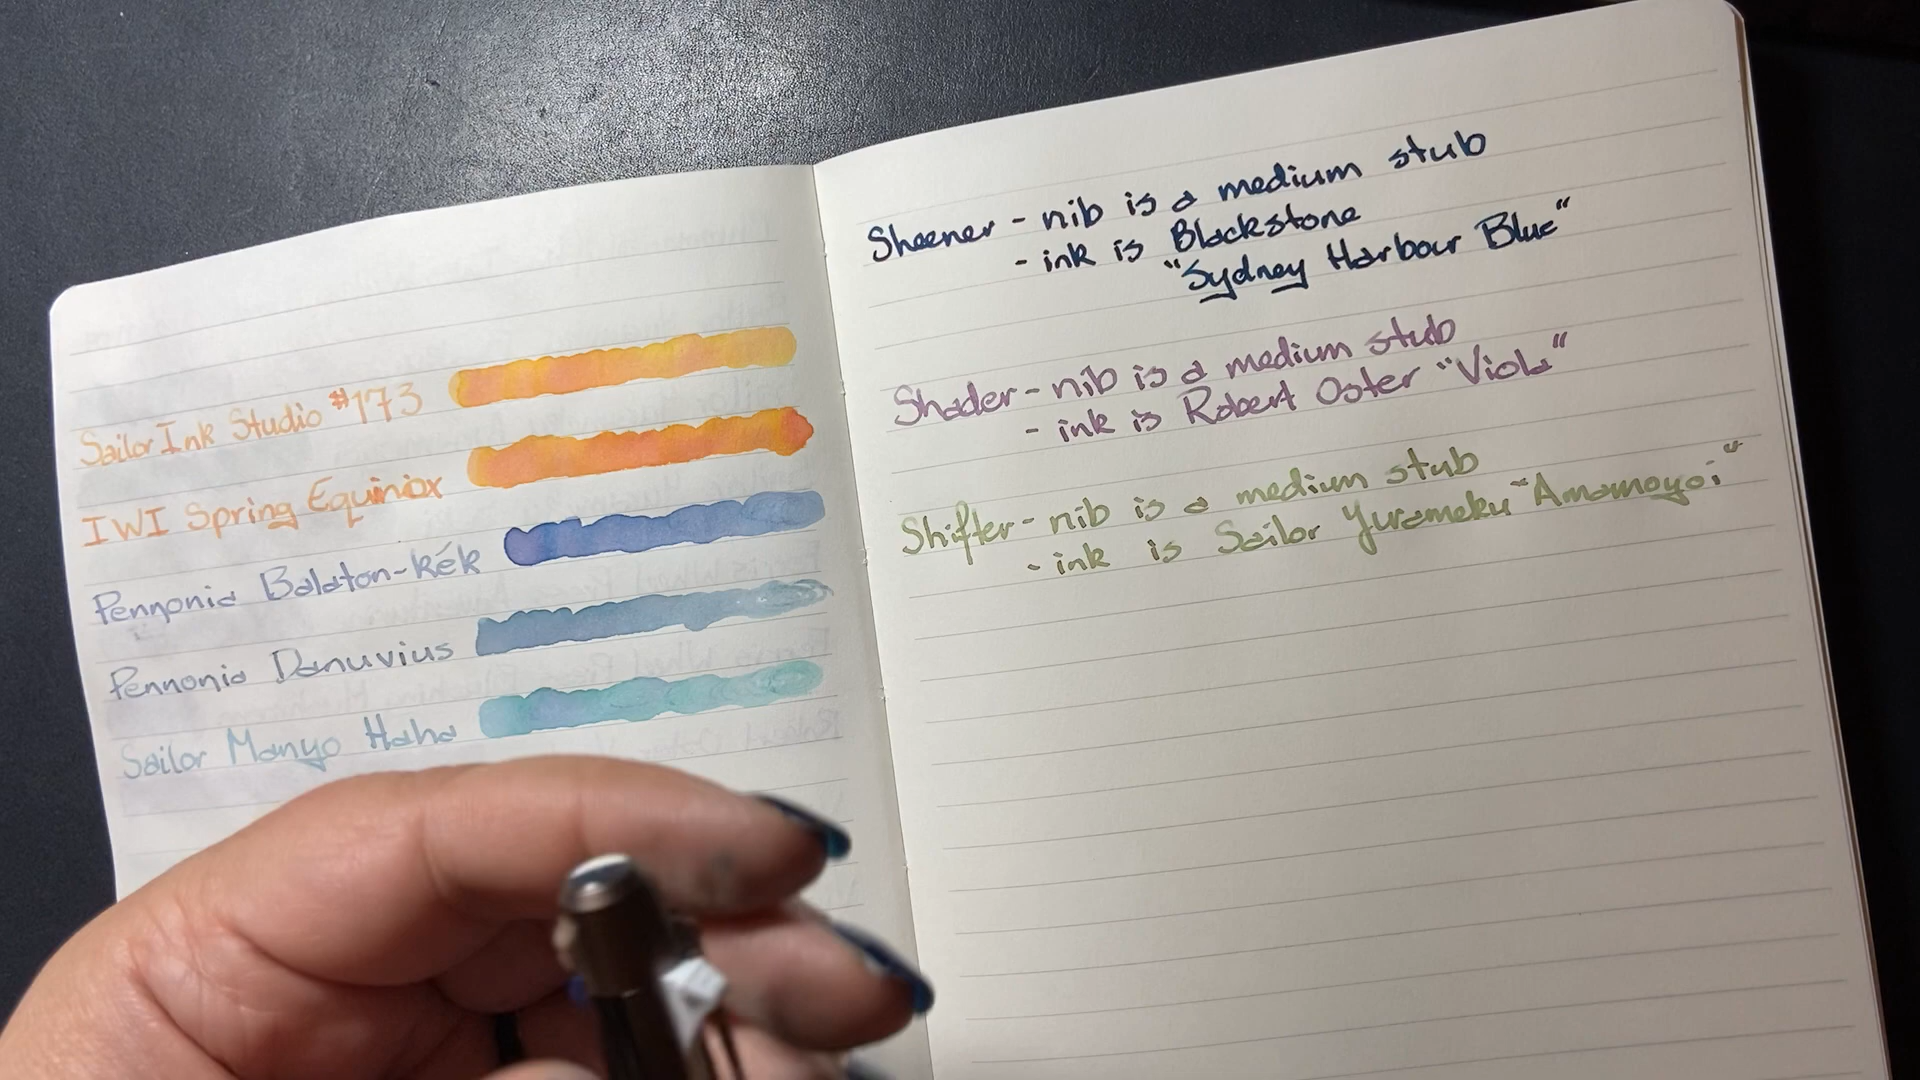 Sailor Ink Studio #173
IWI Spring Equinox
Pennonia Balaton-kék
Pennonia Danuvius
Sailor Manyo Haha
Sheener - nib is a medium stub
- ink is Blackstone
"Sydney Harbour Blue"
Shader - nib is a medium stub
- ink is Robert Oster "Viola"
Shifter - nib is a medium stub
- ink is Sailor Yurameku "Amamoyoi"